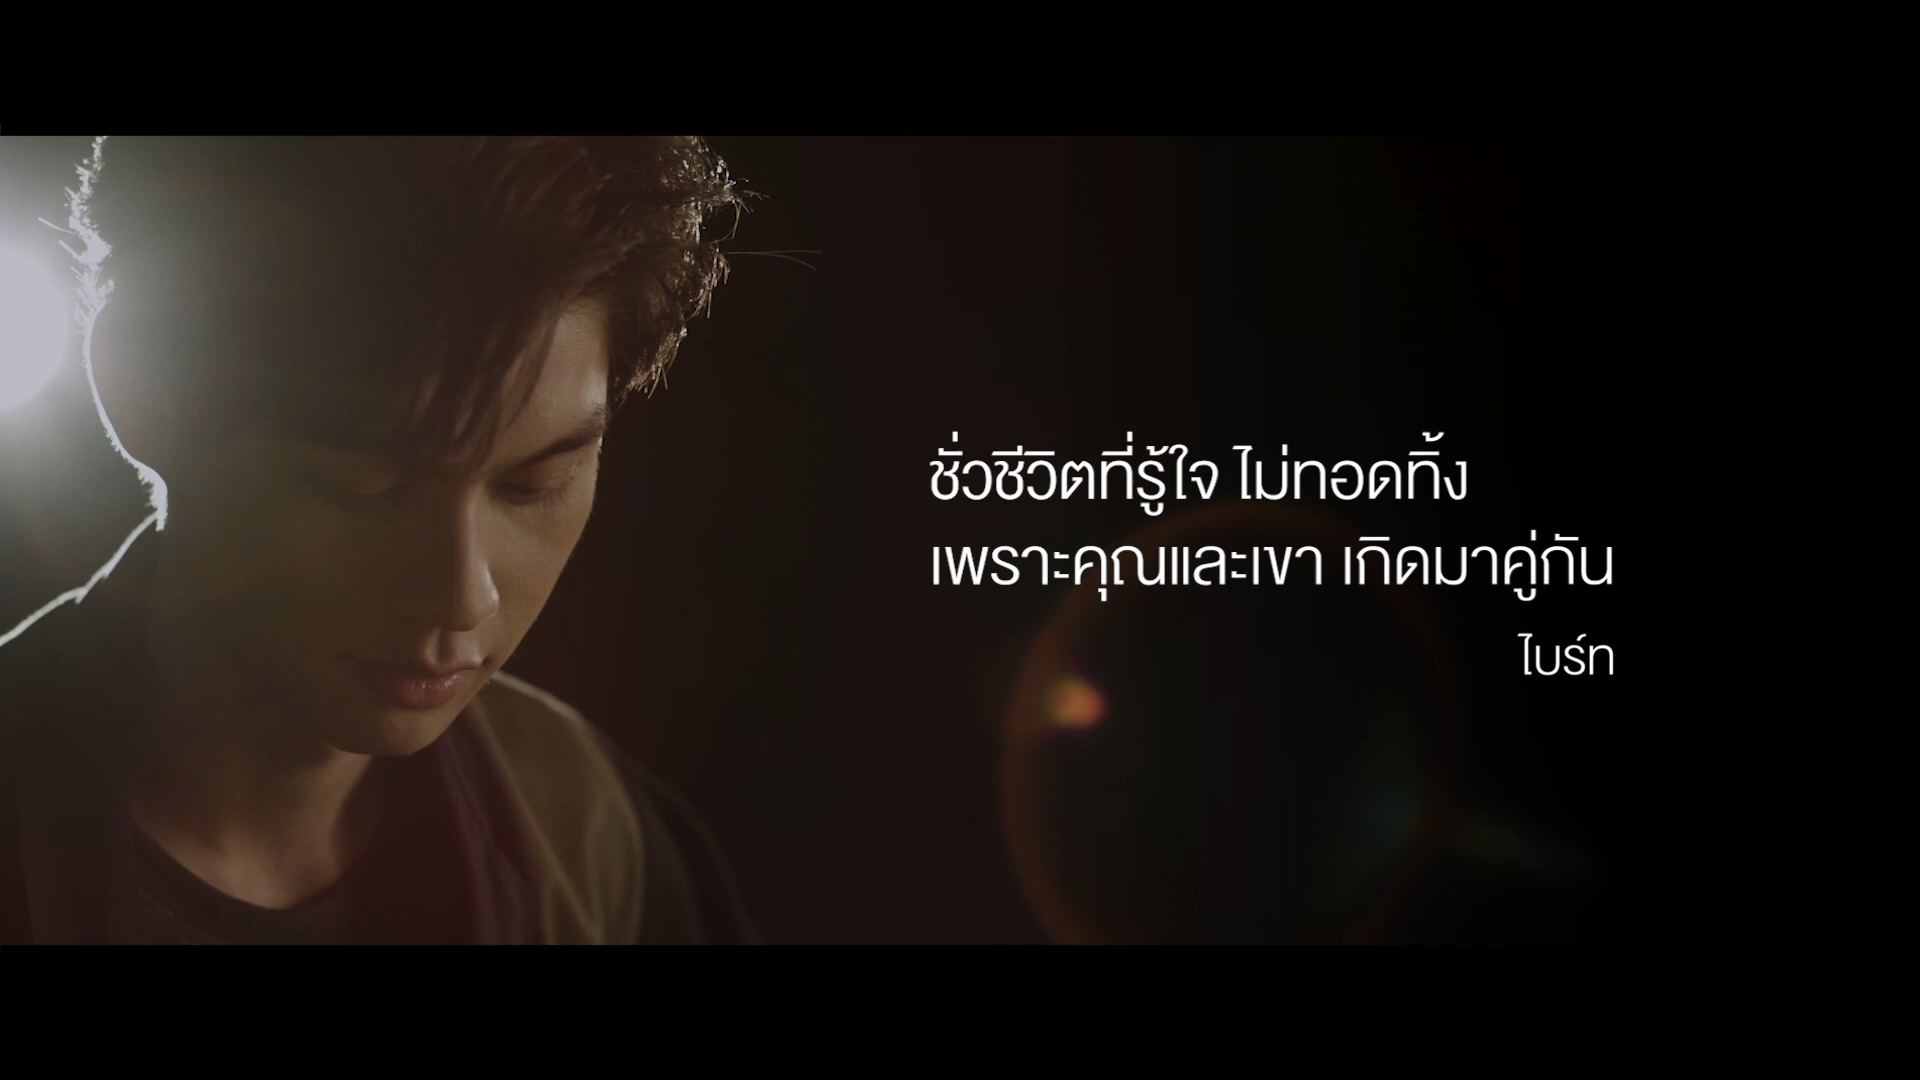 ชั่วชีวิตที่รู้ใจ ไม่ทอดทิ้ง
เพราะคุณและเขา เกิดมาคู่กัน
ไบร์ท